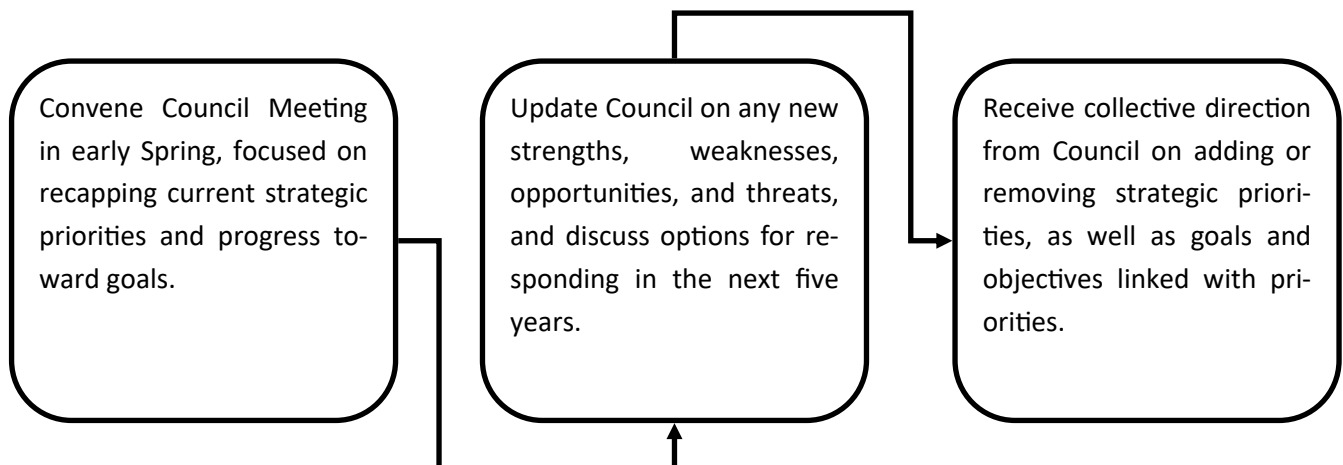 Convene Council Meeting
in early Spring, focused on
recapping current strategic
priorities and progress to-
ward goals.
Update Council on any new
strengths, weaknesses,
opportunities, and threats,
and discuss options for re-
sponding in the next five
years.
Receive collective direction
from Council on adding or
removing strategic priori-
ties, as well as goals and
objectives linked with pri-
orities.